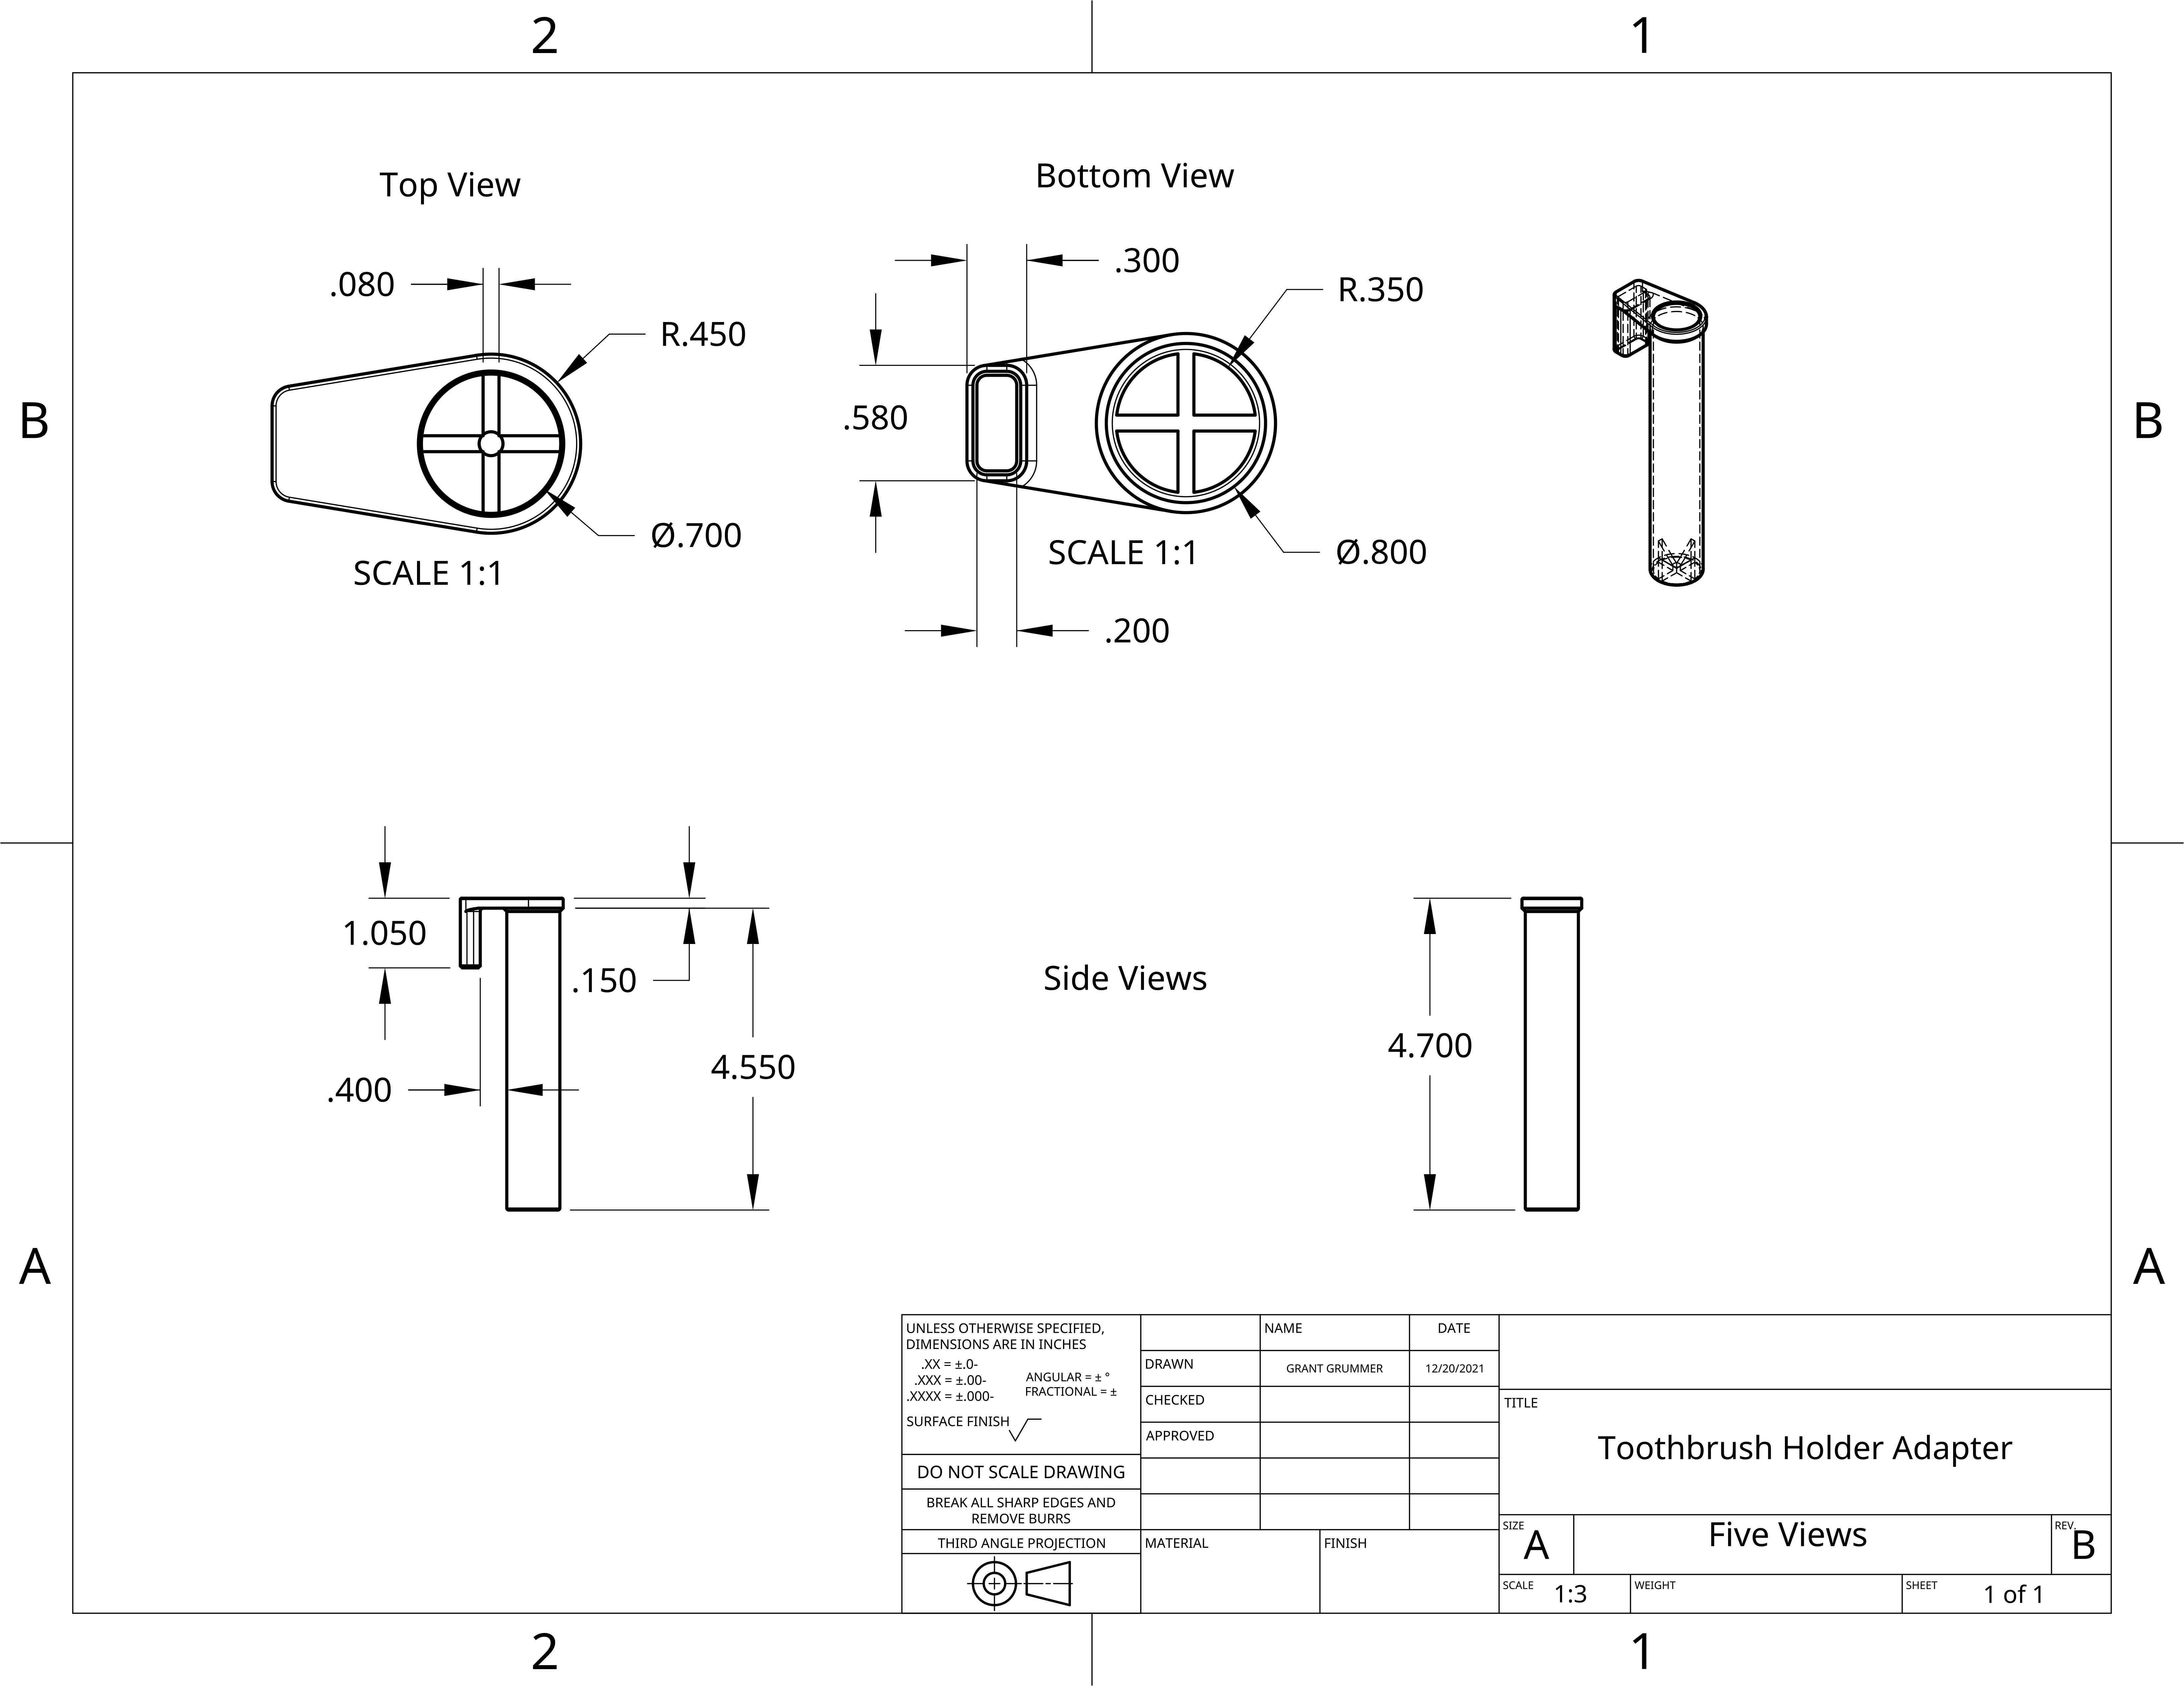 2
1
Top View
Bottom View
.080
R.450
Ø.700
SCALE 1:1
.300
R.350
.580
SCALE 1:1
Ø.800
.200
B
B
1.050
.150
.400
4.550
Side Views
4.700
A
A
UNLESS OTHERWISE SPECIFIED,
DIMENSIONS ARE IN INCHES
.XX = ±.0-
.XXX = ±.00-
.XXXX = ±.000-
ANGULAR = ± °
FRACTIONAL = ±
SURFACE FINISH
DO NOT SCALE DRAWING
BREAK ALL SHARP EDGES AND
REMOVE BURRS
THIRD ANGLE PROJECTION
NAME
DATE
DRAWN
GRANT GRUMMER
12/20/2021
CHECKED
APPROVED
MATERIAL
FINISH
TITLE
Toothbrush Holder Adapter
SIZE
A
Five Views
REV.
B
SCALE
1:3
WEIGHT
SHEET
1 of 1
2
1